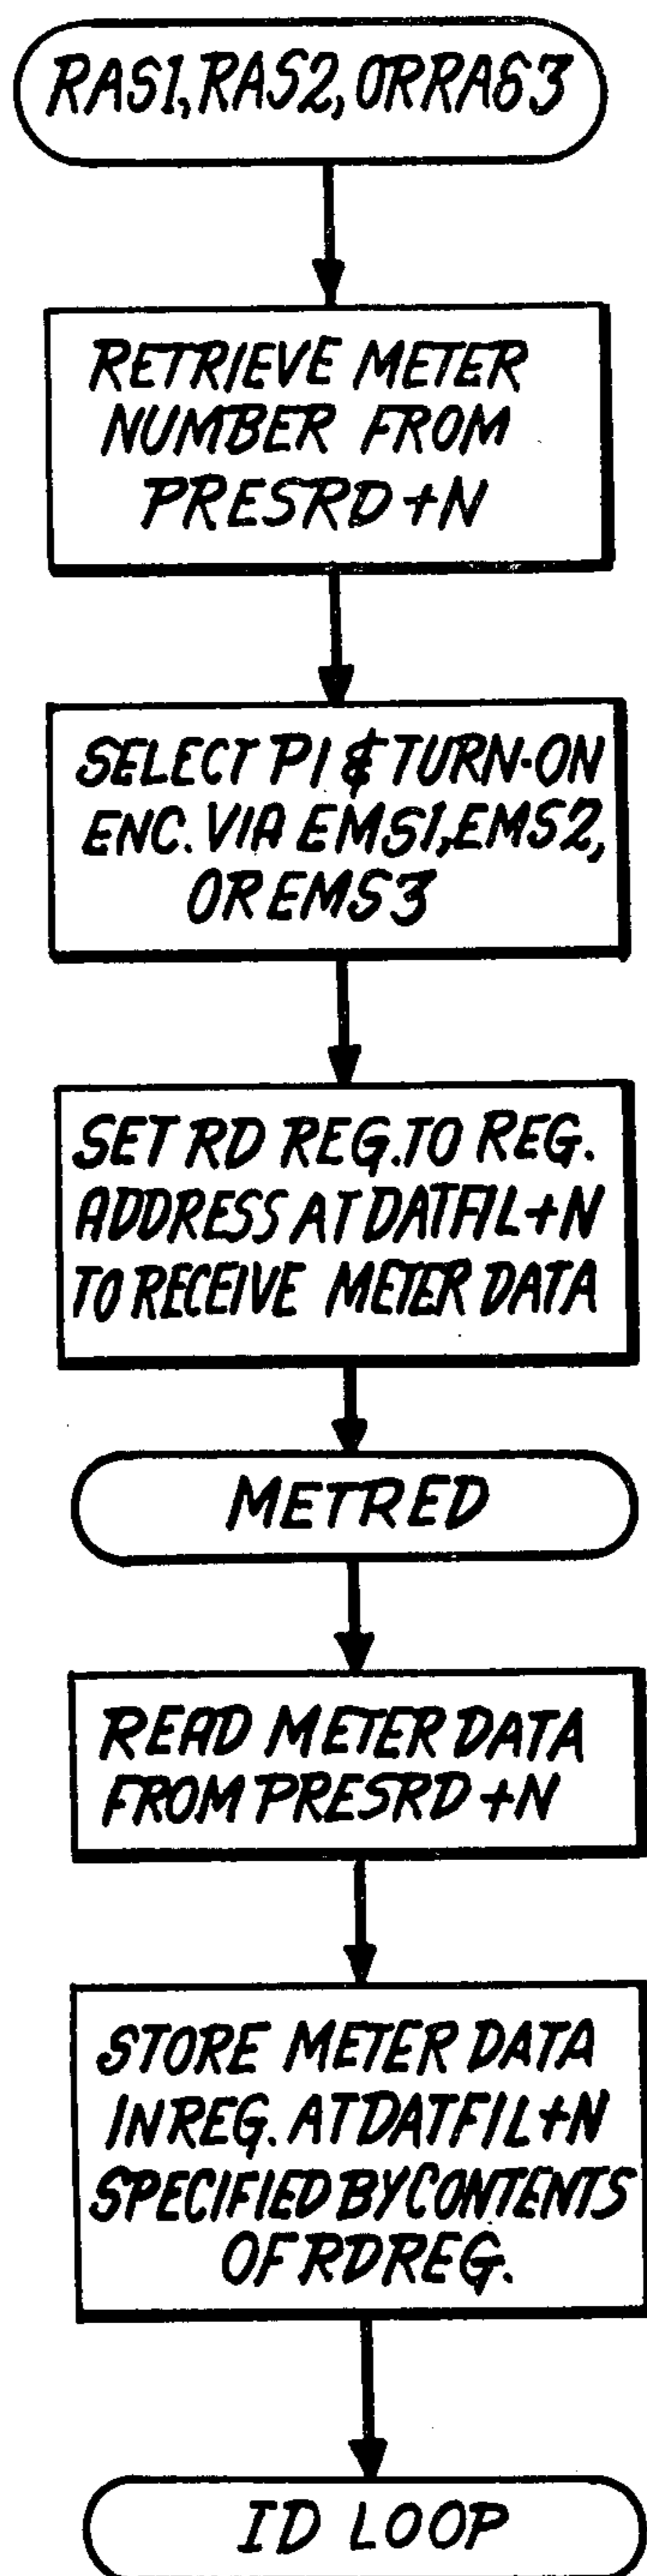 RAS1, RAS2, OR RAS3
RETRIEVE METER
NUMBER FROM
PRESRD +N
SELECT PI & TURN-ON
ENC. VIA EMS1, EMS2,
OR EMS3
SET RD REG. TO REG.
ADDRESS AT DATFIL+N
TO RECEIVE METER DATA
METRED
READ METER DATA
FROM PRESRD +N
STORE METER DATA
IN REG. AT DATFIL+N
SPECIFIED BY CONTENTS
OF RD REG.
ID LOOP